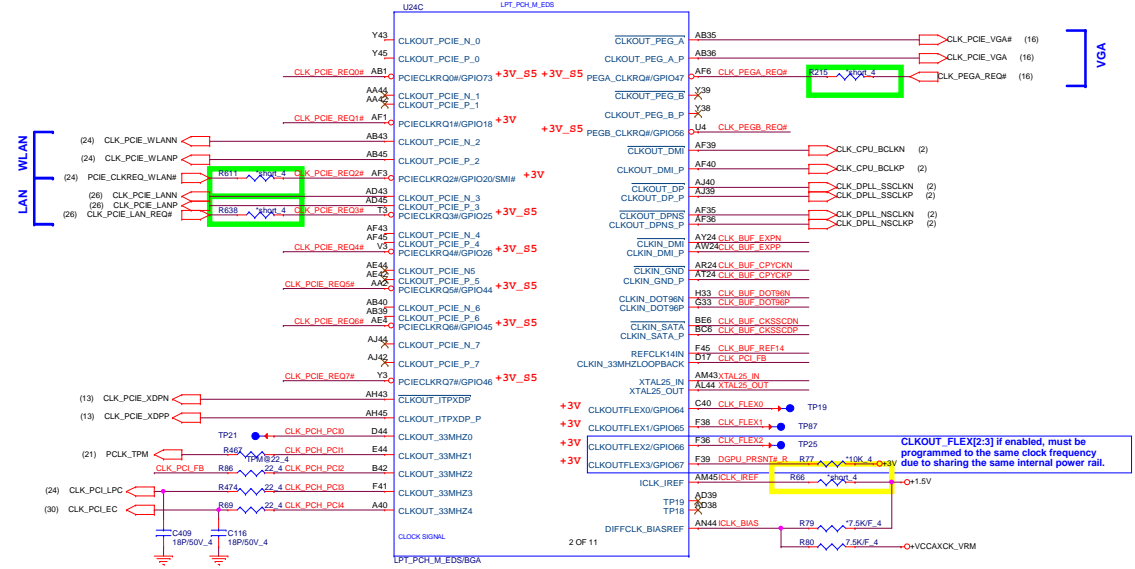 U24C
LPT_PCH_M_EDS
Y43
CLKOUT_PCIE_N_0
CLKOUT_PEG_A
AB35
CLK_PCIE_VGA# (16)
Y45
CLKOUT_PCIE_P_0
CLKOUT_PEG_A_P
AB36
CLK_PCIE_VGA (16)
VGA
CLK_PCIE_REQ0# AB1
PCIECLKRQ0#/GPIO73 +3V_S5
+3V_S5 PEGA_CLKRQ#/GPIO47
AF6 CLK_PEGA_REQ# R215 *short_4 CLK_PEGA_REQ# (16)
AA44
CLKOUT_PCIE_N_1
CLKOUT_PEG_B
Y39
AA42
CLKOUT_PCIE_P_1
CLKOUT_PEG_B_P
Y38
CLK_PCIE_REQ1# AF1
PCIECLKRQ1#/GPIO18 +3V
+3V_S5 PEGB_CLKRQ#/GPIO56
U4 CLK_PEGB_REQ#
WLAN
(24) CLK_PCIE_WLANN AB43
CLKOUT_PCIE_N_2
CLKOUT_DMI
AF39
CLK_CPU_BCLKN (2)
(24) CLK_PCIE_WLANP AB45
CLKOUT_PCIE_P_2
CLKOUT_DMI_P
AF40
CLK_CPU_BCLKP (2)
(24) PCIE_CLKREQ_WLAN# R611 *short_4 CLK_PCIE_REQ2# AF3
PCIECLKRQ2#/GPIO20/SMI# +3V
CLKOUT_DP
AJ40
CLK_DPLL_SSCLKN (2)
LAN
(26) CLK_PCIE_LANN AD43
CLKOUT_PCIE_N_3
CLKOUT_DP_P
AJ39
CLK_DPLL_SSCLKP (2)
(26) CLK_PCIE_LANP AD45
CLKOUT_PCIE_P_3
(26) CLK_PCIE_LAN_REQ# R638 *short_4 CLK_PCIE_REQ3# T3
PCIECLKRQ3#/GPIO25 +3V_S5
CLKOUT_DPNS
AF35
CLK_DPLL_NSCLKN (2)
CLKOUT_DPNS_P
AF36
CLK_DPLL_NSCLKP (2)
AF43
CLKOUT_PCIE_N_4
AF45
CLKOUT_PCIE_P_4
CLK_PCIE_REQ4# V3
PCIECLKRQ4#/GPIO26 +3V_S5
CLKIN_DMI
AY24 CLK_BUF_EXPN
CLKIN_DMI_P
AW24 CLK_BUF_EXPP
AE44
CLKOUT_PCIE_N5
CLKIN_GND
AR24 CLK_BUF_CPYCKN
AE42
CLKOUT_PCIE_P_5
CLKIN_GND_P
AT24 CLK_BUF_CPYCKP
CLK_PCIE_REQ5# AA2
PCIECLKRQ5#/GPIO44 +3V_S5
CLKIN_DOT96N
H33 CLK_BUF_DOT96N
AB40
CLKOUT_PCIE_N_6
CLKIN_DOT96P
G33 CLK_BUF_DOT96P
AB39
CLKOUT_PCIE_P_6
CLK_PCIE_REQ6# AE4
PCIECLKRQ6#/GPIO45 +3V_S5
CLKIN_SATA
BE6 CLK_BUF_CKSSCDN
CLKIN_SATA_P
BC6 CLK_BUF_CKSSCDP
AJ44
CLKOUT_PCIE_N_7
REFCLK14IN
F45 CLK_BUF_REF14
AJ42
CLKOUT_PCIE_P_7
CLKIN_33MHZLOOPBACK
D17 CLK_PCI_FB
CLK_PCIE_REQ7# Y3
PCIECLKRQ7#/GPIO46 +3V_S5
XTAL25_IN
AM43 XTAL25_IN
XTAL25_OUT
AL44 XTAL25_OUT
(13) CLK_PCIE_XDPN AH43
CLKOUT_ITPXDP
+3V CLKOUTFLEX0/GPIO64
C40 CLK_FLEX0 TP19
(13) CLK_PCIE_XDPP AH45
CLKOUT_ITPXDP_P
+3V CLKOUTFLEX1/GPIO65
F38 CLK_FLEX1 TP87
TP21 CLK_PCH_PCI0 D44
CLKOUT_33MHZ0
+3V CLKOUTFLEX2/GPIO66
F36 CLK_FLEX2 TP25
CLKOUT_FLEX[2:3] if enabled, must be
programmed to the same clock frequency
due to sharing the same internal power rail.
(21) PCLK_TPM R467 TPM@22_4 CLK_PCH_PCI1 E44
CLKOUT_33MHZ1
+3V CLKOUTFLEX3/GPIO67
F39 DGPU_PRSNT#_R R77 *10K_4 +3V
CLK_PCI_FB R86 22_4 CLK_PCH_PCI2 B42
CLKOUT_33MHZ2
ICLK_IREF
AM45 ICLK_IREF R66 *short_4 +1.5V
(24) CLK_PCI_LPC R474 22_4 CLK_PCH_PCI3 F41
CLKOUT_33MHZ3
TP19
AD39
TP18
AD38
(30) CLK_PCI_EC R69 22_4 CLK_PCH_PCI4 A40
CLKOUT_33MHZ4
DIFFCLK_BIASREF
AN44 ICLK_BIAS R79 *7.5K/F_4
C409
18P/50V_4
C116
18P/50V_4
CLOCK SIGNAL
2 OF 11
R80 7.5K/F_4 +VCCAXCK_VRM
LPT_PCH_M_EDS/BGA